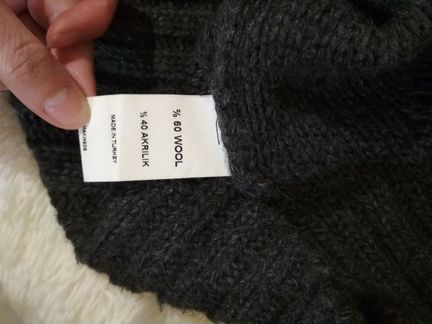 % 60 WOOL
% 40 AKRILIK
MADE IN TURKEY